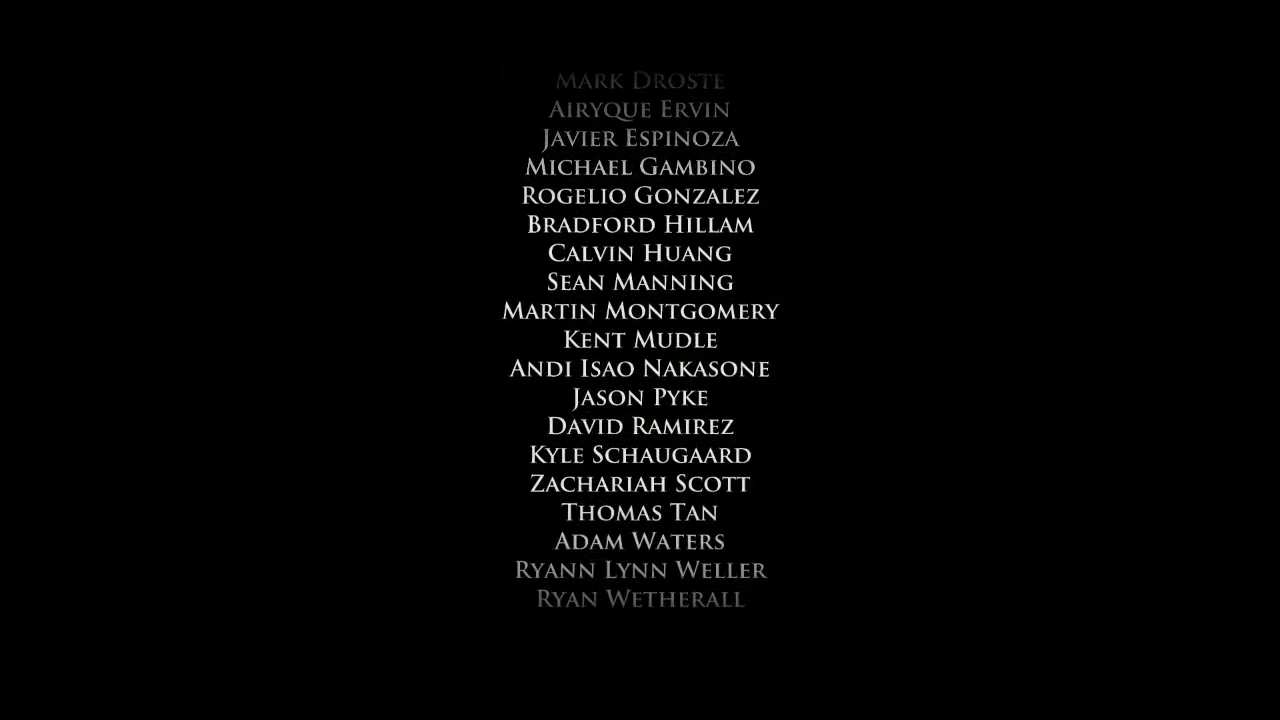 Mark Droste
Airyque Ervin
Javier Espinoza
Michael Gambino
Rogelio Gonzalez
Bradford Hillam
Calvin Huang
Sean Manning
Martin Montgomery
Kent Mudle
Andi Isao Nakasone
Jason Pyke
David Ramirez
Kyle Schaugaard
Zachariah Scott
Thomas Tan
Adam Waters
Ryann Lynn Weller
Ryan Wetherall